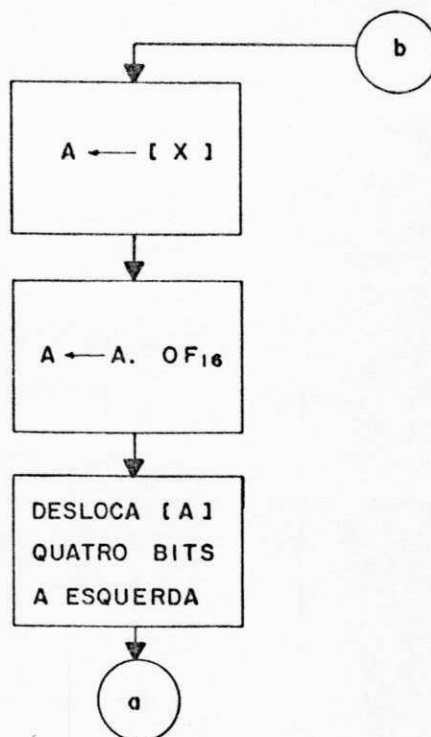 b
A ← [ X ]
A ← A. OF₁₆
DESLOCA [A]
QUATRO BITS
A ESQUERDA
a